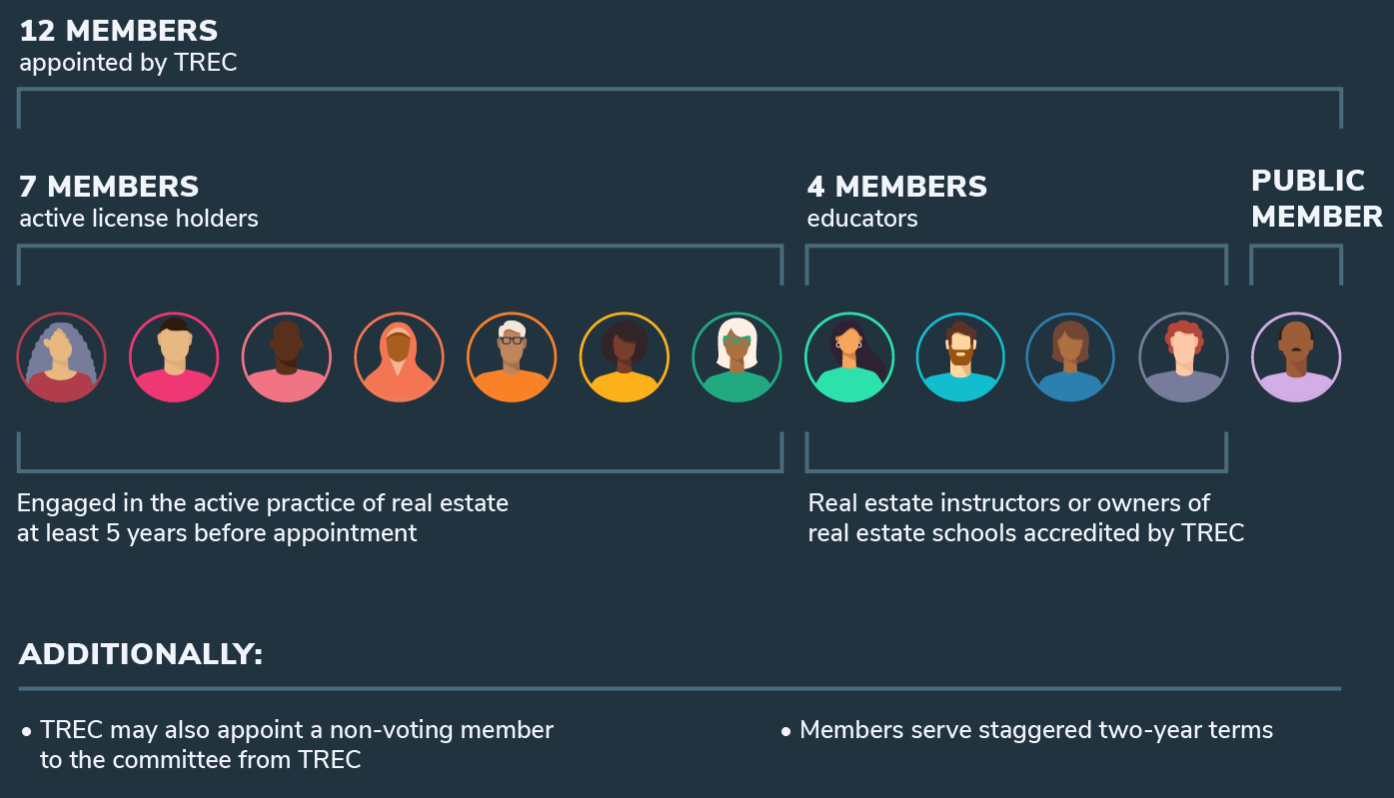 12 MEMBERS
appointed by TREC
7 MEMBERS
active license holders
4 MEMBERS
educators
PUBLIC
MEMBER
Engaged in the active practice of real estate
at least 5 years before appointment
Real estate instructors or owners of
real estate schools accredited by TREC
ADDITIONALLY:
• TREC may also appoint a non-voting member
to the committee from TREC
• Members serve staggered two-year terms